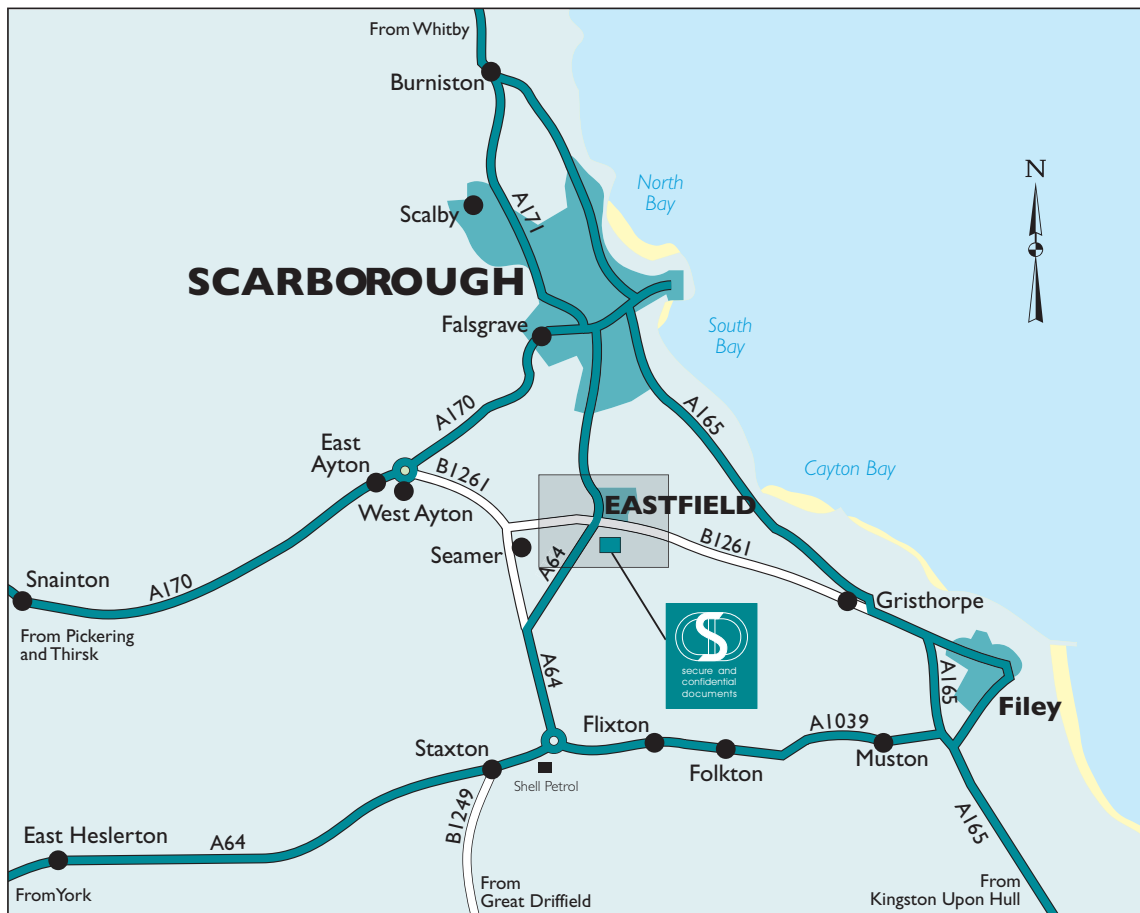 From Whitby
Burniston
N
North
Bay
Scalby
A171
SCARBOROUGH
Falsgrave
South
Bay
A170
A165
East
Ayton
B1261
Cayton Bay
West Ayton
EASTFIELD
B1261
Seamer
A64
Snainton
A170
Gristhorpe
From Pickering
and Thirsk
S
secure and
confidential
documents
A64
A165
Filey
A1039
Flixton
Staxton
Folkton
Muston
Shell Petrol
B1249
East Heslerton
A64
A165
From York
From
Great Driffield
From
Kingston Upon Hull